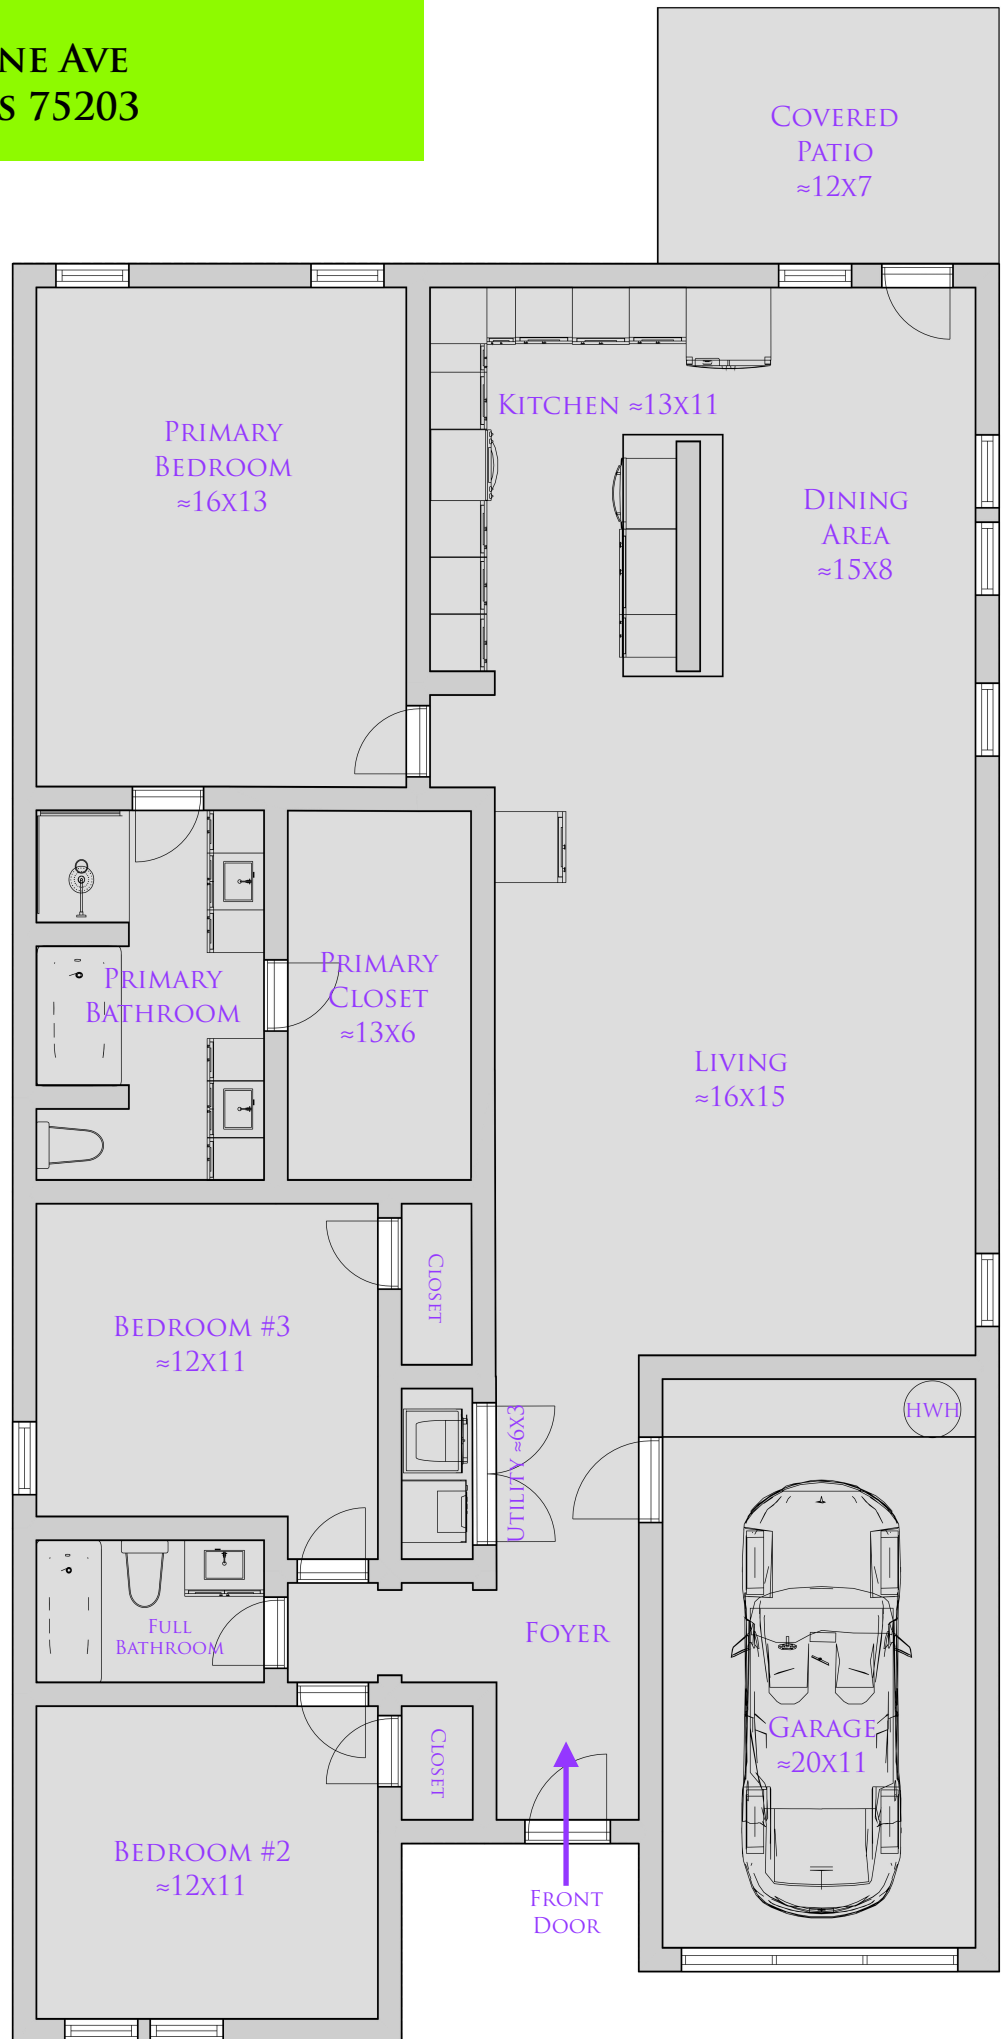 NE AVE
S 75203
COVERED
PATIO
≈12X7
KITCHEN ≈13X11
PRIMARY
BEDROOM
≈16X13
DINING
AREA
≈15X8
PRIMARY
BATHROOM
PRIMARY
CLOSET
≈13X6
LIVING
≈16X15
CLOSET
BEDROOM #3
≈12X11
UTILITY ≈6X3
HWH
FULL
BATHROOM
FOYER
GARAGE
≈20X11
CLOSET
BEDROOM #2
≈12X11
FRONT
DOOR